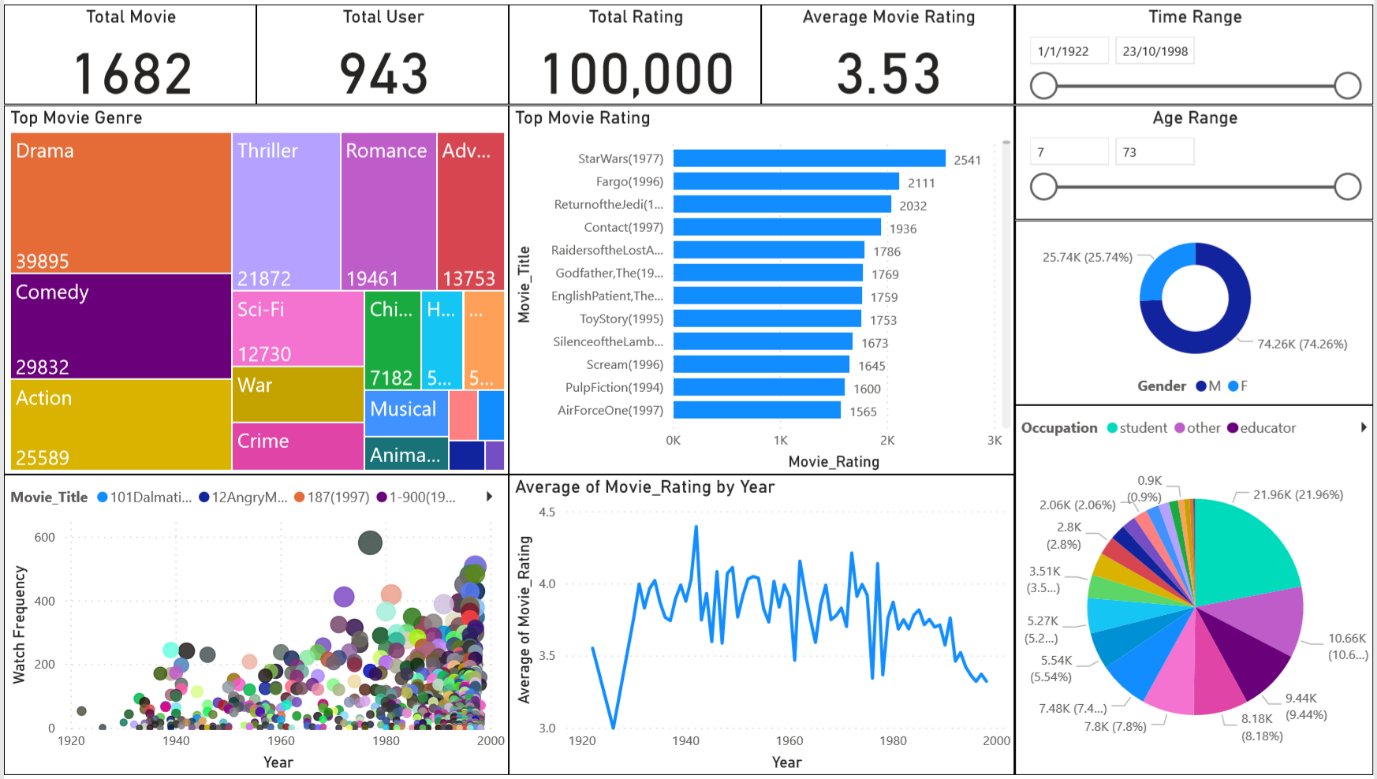 Total Movie
1682
Total User
943
Total Rating
100,000
Average Movie Rating
3.53
Time Range
1/1/1922
23/10/1998
Top Movie Genre
Drama
39895
Comedy
29832
Action
25589
Thriller
21872
Romance
19461
Adv...
13753
Sci-Fi
12730
War
Crime
Chi...
7182
H...
5...
...
5...
Musical
Anima...
Top Movie Rating
Movie_Title
StarWars(1977)
2541
Fargo(1996)
2111
ReturnoftheJedi(1...
2032
Contact(1997)
1936
RaidersoftheLostA...
1786
Godfather,The(19...
1769
EnglishPatient,The...
1759
ToyStory(1995)
1753
SilenceoftheLamb...
1673
Scream(1996)
1645
PulpFiction(1994)
1600
AirForceOne(1997)
1565
0K
1K
2K
3K
Movie_Rating
Age Range
7
73
25.74K (25.74%)
74.26K (74.26%)
Gender M F
Movie_Title 101Dalmati... 12AngryM... 187(1997) 1-900(19...
Watch Frequency
600
400
200
0
1920
1940
1960
1980
2000
Year
Average of Movie_Rating by Year
Average of Movie_Rating
4.5
4.0
3.5
3.0
1920
1940
1960
1980
2000
Year
Occupation student other educator
21.96K (21.96%)
10.66K
(10.6...)
9.44K
(9.44%)
8.18K
(8.18%)
7.8K (7.8%)
7.48K (7.4...)
5.54K
(5.54%)
5.27K
(5.2...)
3.51K
(3.5...)
2.8K
(2.8%)
2.06K (2.06%)
0.9K
(0.9%)